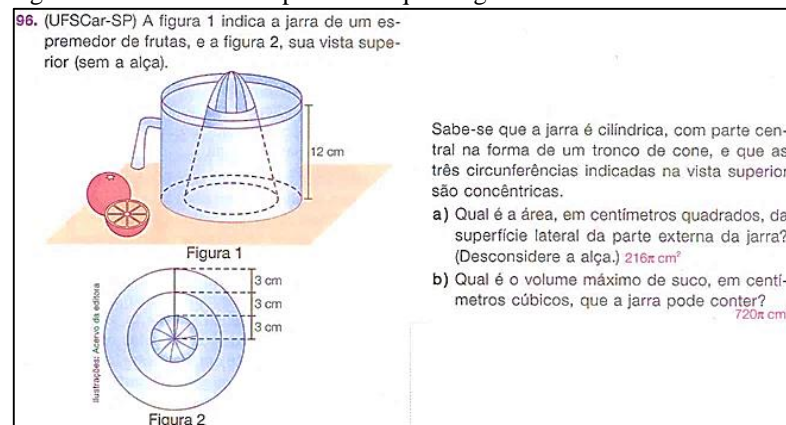 96. (UFSCar-SP) A figura 1 indica a jarra de um es-
premedor de frutas, e a figura 2, sua vista supe-
rior (sem a alça).
12 cm
Figura 1
3 cm
3 cm
3 cm
Figura 2
Ilustrações: Acervo da editora
Sabe-se que a jarra é cilíndrica, com parte cen-
tral na forma de um tronco de cone, e que as
três circunferências indicadas na vista superior
são concêntricas.
a) Qual é a área, em centímetros quadrados, da
superfície lateral da parte externa da jarra?
(Desconsidere a alça.) 216π cm²
b) Qual é o volume máximo de suco, em centí-
metros cúbicos, que a jarra pode conter?
720π cm